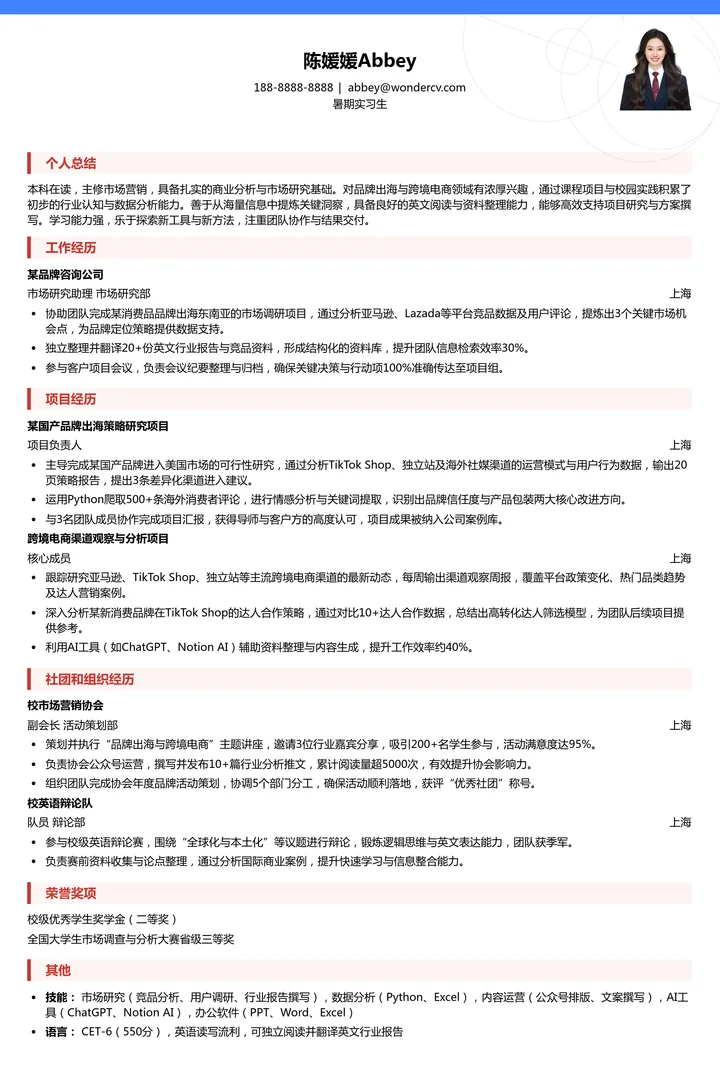 陈媛媛Abbey
188-8888-8888 | abbey@wondercv.com
暑期实习生
个人总结
本科在读，主修市场营销，具备扎实的商业分析与市场研究基础。对品牌出海与跨境电商领域有浓厚兴趣，通过课程项目与校园实践积累了
初步的行业认知与数据分析能力。善于从海量信息中提炼关键洞察，具备良好的英文阅读与资料整理能力，能够高效支持项目研究与方案撰
写。学习能力强，乐于探索新工具与新方法，注重团队协作与结果交付。
工作经历
某品牌咨询公司
市场研究助理 市场研究部 上海
• 协助团队完成某消费品品牌出海东南亚的市场调研项目，通过分析亚马逊、Lazada等平台竞品数据及用户评论，提炼出3个关键市场机
会点，为品牌定位策略提供数据支持。
• 独立整理并翻译20+份英文行业报告与竞品资料，形成结构化的资料库，提升团队信息检索效率30%。
• 参与客户项目会议，负责会议纪要整理与归档，确保关键决策与行动项100%准确传达至项目组。
项目经历
某国产品牌出海策略研究项目
项目负责人 上海
• 主导完成某国产品牌进入美国市场的可行性研究，通过分析TikTok Shop、独立站及海外社媒渠道的运营模式与用户行为数据，输出20
页策略报告，提出3条差异化渠道进入建议。
• 运用Python爬取500+条海外消费者评论，进行情感分析与关键词提取，识别出品牌信任度与产品包装两大核心改进方向。
• 与3名团队成员协作完成项目汇报，获得导师与客户方的高度认可，项目成果被纳入公司案例库。
跨境电商渠道观察与分析项目
核心成员 上海
• 跟踪研究亚马逊、TikTok Shop、独立站等主流跨境电商渠道的最新动态，每周输出渠道观察周报，覆盖平台政策变化、热门品类趋势
及达人营销案例。
• 深入分析某新消费品牌在TikTok Shop的达人合作策略，通过对比10+达人合作数据，总结出高转化达人筛选模型，为团队后续项目提
供参考。
• 利用AI工具（如ChatGPT、Notion AI）辅助资料整理与内容生成，提升工作效率约40%。
社团和组织经历
校市场营销协会
副会长 活动策划部 上海
• 策划并执行“品牌出海与跨境电商”主题讲座，邀请3位行业嘉宾分享，吸引200+名学生参与，活动满意度达95%。
• 负责协会公众号运营，撰写并发布10+篇行业分析推文，累计阅读量超5000次，有效提升协会影响力。
• 组织团队完成协会年度品牌活动策划，协调5个部门分工，确保活动顺利落地，获评“优秀社团”称号。
校英语辩论队
队员 辩论部 上海
• 参与校级英语辩论赛，围绕“全球化与本土化”等议题进行辩论，锻炼逻辑思维与英文表达能力，团队获季军。
• 负责赛前资料收集与论点整理，通过分析国际商业案例，提升快速学习与信息整合能力。
荣誉奖项
校级优秀学生奖学金（二等奖）
全国大学生市场调查与分析大赛省级三等奖
其他
• 技能： 市场研究（竞品分析、用户调研、行业报告撰写），数据分析（Python、Excel），内容运营（公众号排版、文案撰写），AI工
具（ChatGPT、Notion AI），办公软件（PPT、Word、Excel）
• 语言： CET-6（550分），英语读写流利，可独立阅读并翻译英文行业报告